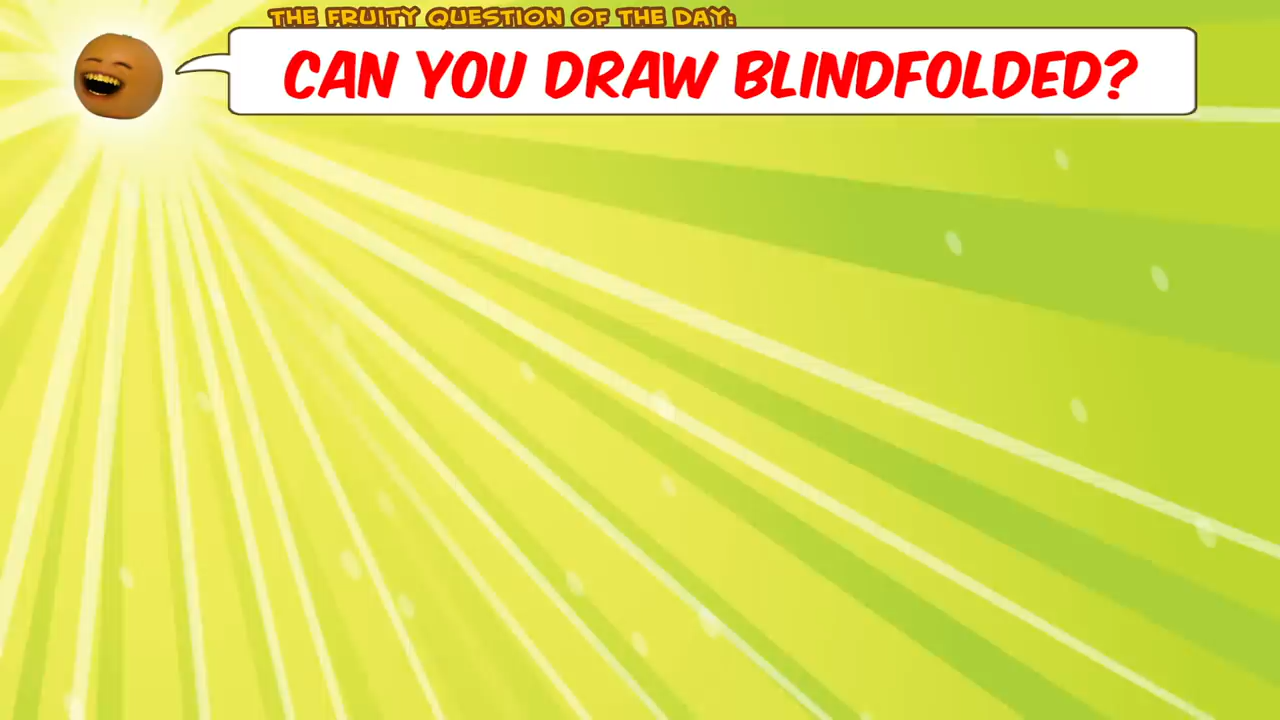 THE FRUITY QUESTION OF THE DAY:
CAN YOU DRAW BLINDFOLDED?